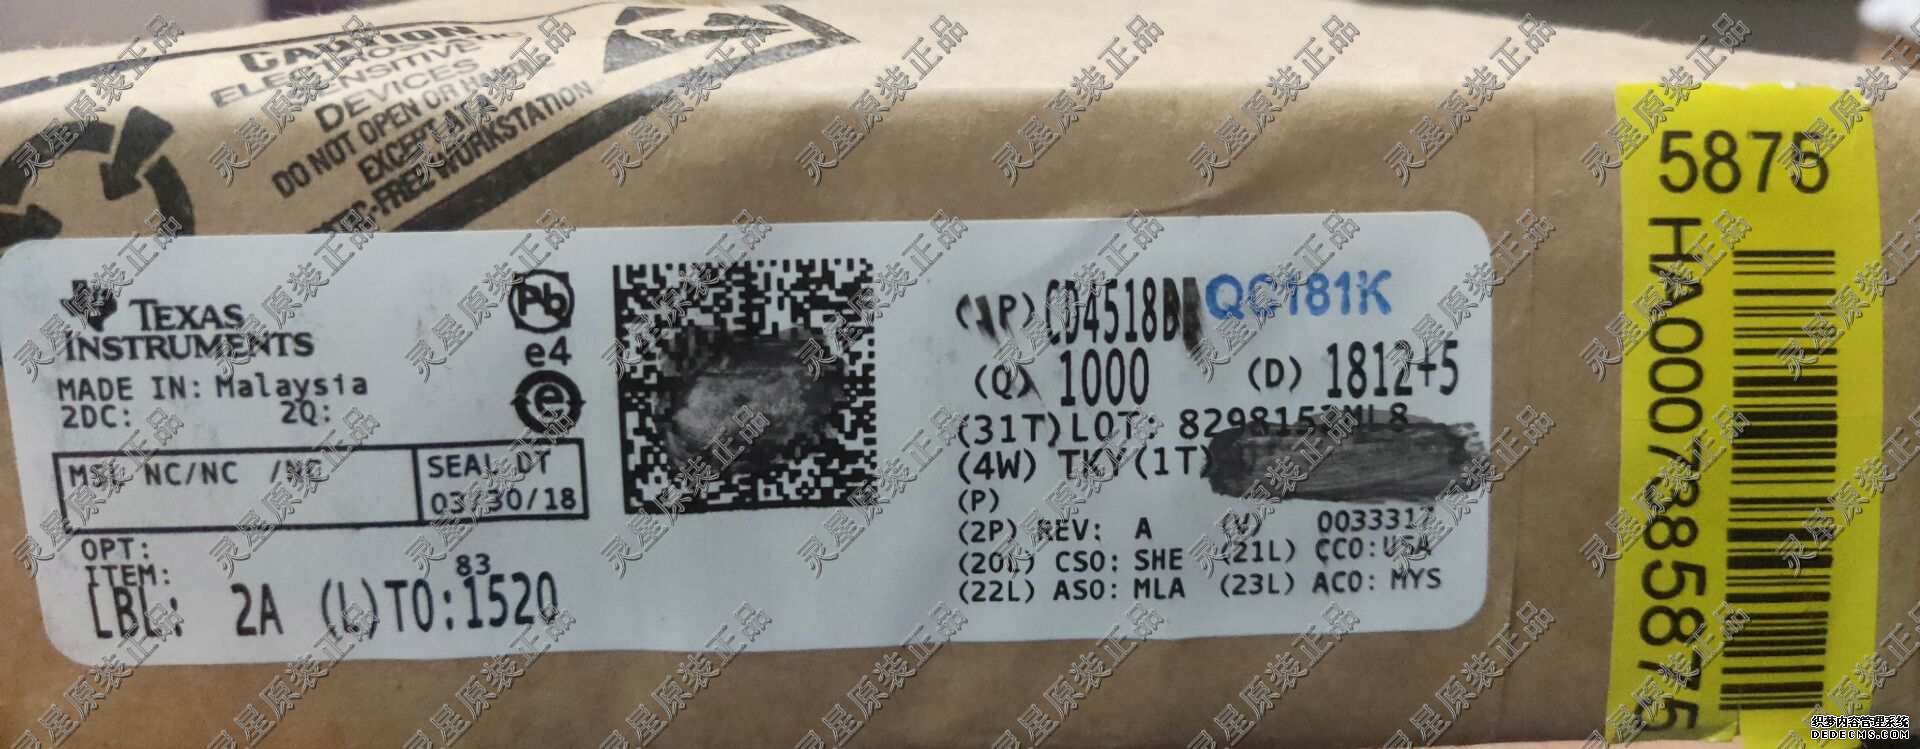 CAUTION
SENSITIVE
DEVICES
DO NOT OPEN OR HANDLE
EXCEPT AT A
WORKSTATION
TEXAS
INSTRUMENTS
MADE IN: Malaysia
2DC: 2Q:
Pb
e4
e
MSL NC/NC /NC
SEAL DT
03/30/18
OPT:
ITEM: 83
LBL: 2A (L)TO:1520
CD4518B
QC181K
(Q) 1000 (D) 1812+5
(31T)LOT:
(4W) TKY(1T)
(P)
(2P) REV: A (V) 0033317
(20L) CSO: SHE (21L) CCO:USA
(22L) ASO: MLA (23L) ACO: MYS
5875
HA0007385875
灵星原装正品
织梦内容管理系统
DEDECMS.COM